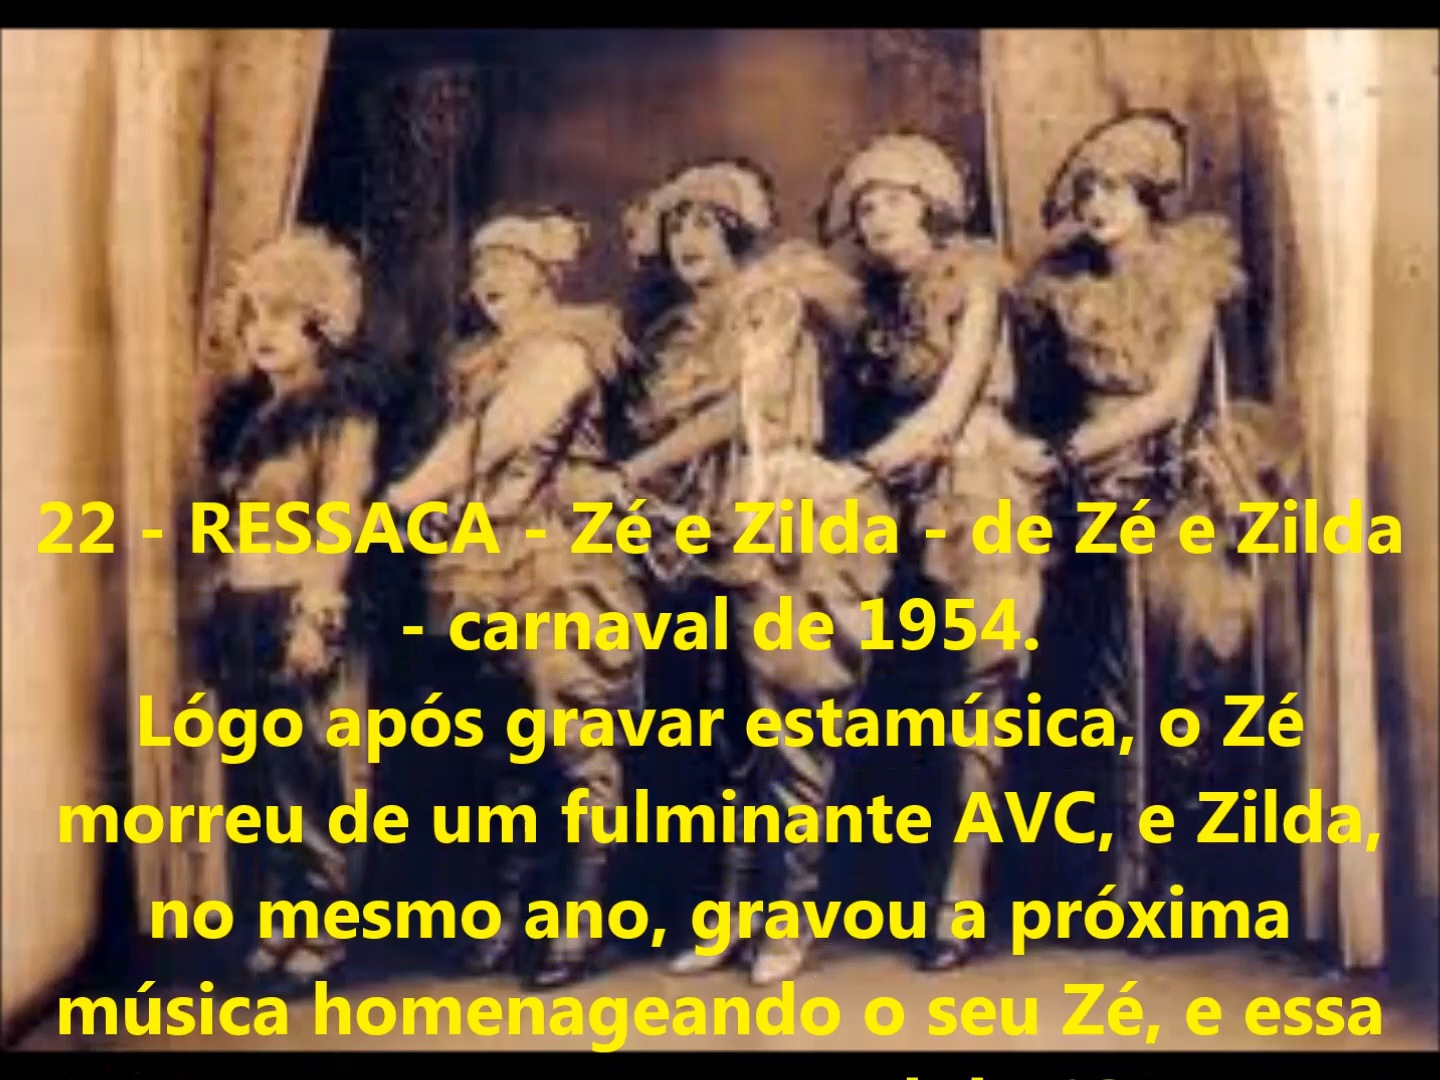 22 - RESSACA - Zé e Zilda - de Zé e Zilda
- carnaval de 1954.
Lógo após gravar estamúsica, o Zé
morreu de um fulminante AVC, e Zilda,
no mesmo ano, gravou a próxima
música homenageando o seu Zé, e essa